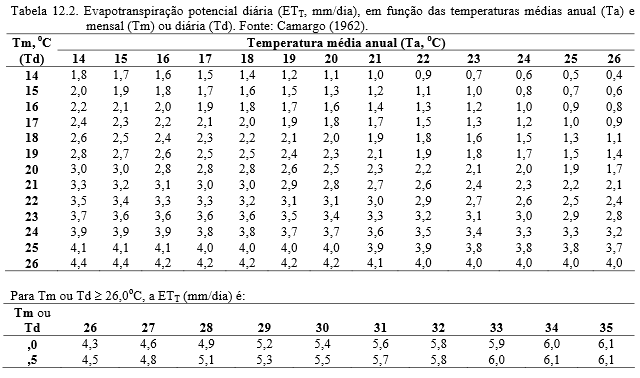 Tabela 12.2. Evapotranspiração potencial diária (ETT, mm/dia), em função das temperaturas médias anual (Ta) e
mensal (Tm) ou diária (Td). Fonte: Camargo (1962).
Tm, ⁰C Temperatura média anual (Ta, ⁰C)
(Td) 14 15 16 17 18 19 20 21 22 23 24 25 26
14 1,8 1,7 1,6 1,5 1,4 1,2 1,1 1,0 0,9 0,7 0,6 0,5 0,4
15 2,0 1,9 1,8 1,7 1,6 1,5 1,3 1,2 1,1 1,0 0,8 0,7 0,6
16 2,2 2,1 2,0 1,9 1,8 1,7 1,6 1,4 1,3 1,2 1,0 0,9 0,8
17 2,4 2,3 2,2 2,1 2,0 1,9 1,8 1,7 1,5 1,3 1,2 1,0 0,9
18 2,6 2,5 2,4 2,3 2,2 2,1 2,0 1,9 1,8 1,6 1,5 1,3 1,1
19 2,8 2,7 2,6 2,5 2,5 2,4 2,3 2,1 1,9 1,8 1,7 1,5 1,4
20 3,0 3,0 2,8 2,8 2,8 2,6 2,5 2,3 2,2 2,1 2,0 1,9 1,7
21 3,3 3,2 3,1 3,0 3,0 2,9 2,8 2,7 2,6 2,4 2,3 2,2 2,1
22 3,5 3,4 3,3 3,3 3,2 3,1 3,1 3,0 2,9 2,7 2,6 2,5 2,4
23 3,7 3,6 3,6 3,6 3,6 3,5 3,4 3,3 3,2 3,1 3,0 2,9 2,8
24 3,9 3,9 3,9 3,8 3,8 3,7 3,7 3,6 3,5 3,4 3,3 3,3 3,2
25 4,1 4,1 4,1 4,0 4,0 4,0 4,0 3,9 3,9 3,8 3,8 3,8 3,7
26 4,4 4,4 4,2 4,2 4,2 4,2 4,2 4,1 4,0 4,0 4,0 4,0 4,0
Para Tm ou Td ≥ 26,0⁰C, a ETT (mm/dia) é:
Tm ou
Td 26 27 28 29 30 31 32 33 34 35
,0 4,3 4,6 4,9 5,2 5,4 5,6 5,8 5,9 6,0 6,1
,5 4,5 4,8 5,1 5,3 5,5 5,7 5,8 6,0 6,1 6,1